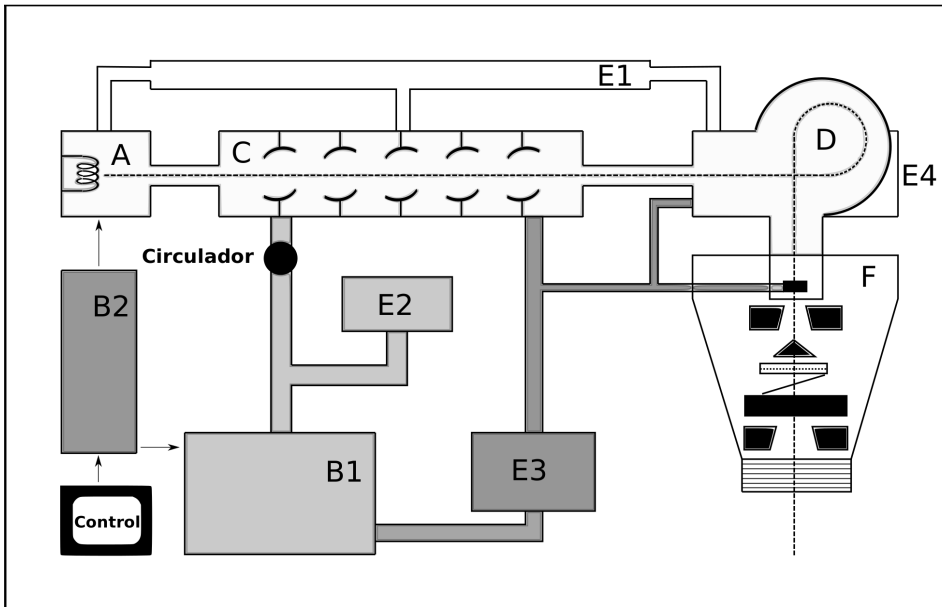 E1
A
C
D
E4
Circulador
F
B2
E2
B1
E3
Control